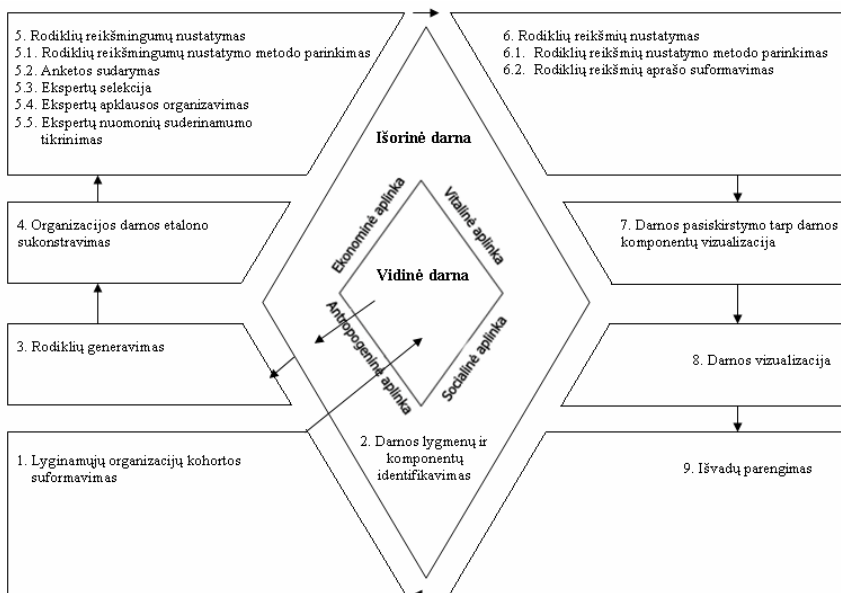 5. Rodiklių reikšmingumų nustatymas
5.1. Rodiklių reikšmingumų nustatymo metodo parinkimas
5.2. Anketos sudarymas
5.3. Ekspertų selekcija
5.4. Ekspertų apklausos organizavimas
5.5. Ekspertų nuomonių suderinamumo
tikrinimas
6. Rodiklių reikšmių nustatymas
6.1. Rodiklių reikšmių nustatymo metodo parinkimas
6.2. Rodiklių reikšmių aprašo suformavimas
Išorinė darna
Ekonominė aplinka
Vitalinė aplinka
Vidinė darna
Antropogeninė aplinka
Socialinė aplinka
4. Organizacijos darnos etalono
sukonstravimas
7. Darnos pasiskirstymo tarp darnos
komponentų vizualizacija
3. Rodiklių generavimas
8. Darnos vizualizacija
1. Lyginamųjų organizacijų kohortos
suformavimas
2. Darnos lygmenų ir
komponentų
identifikavimas
9. Išvadų parengimas